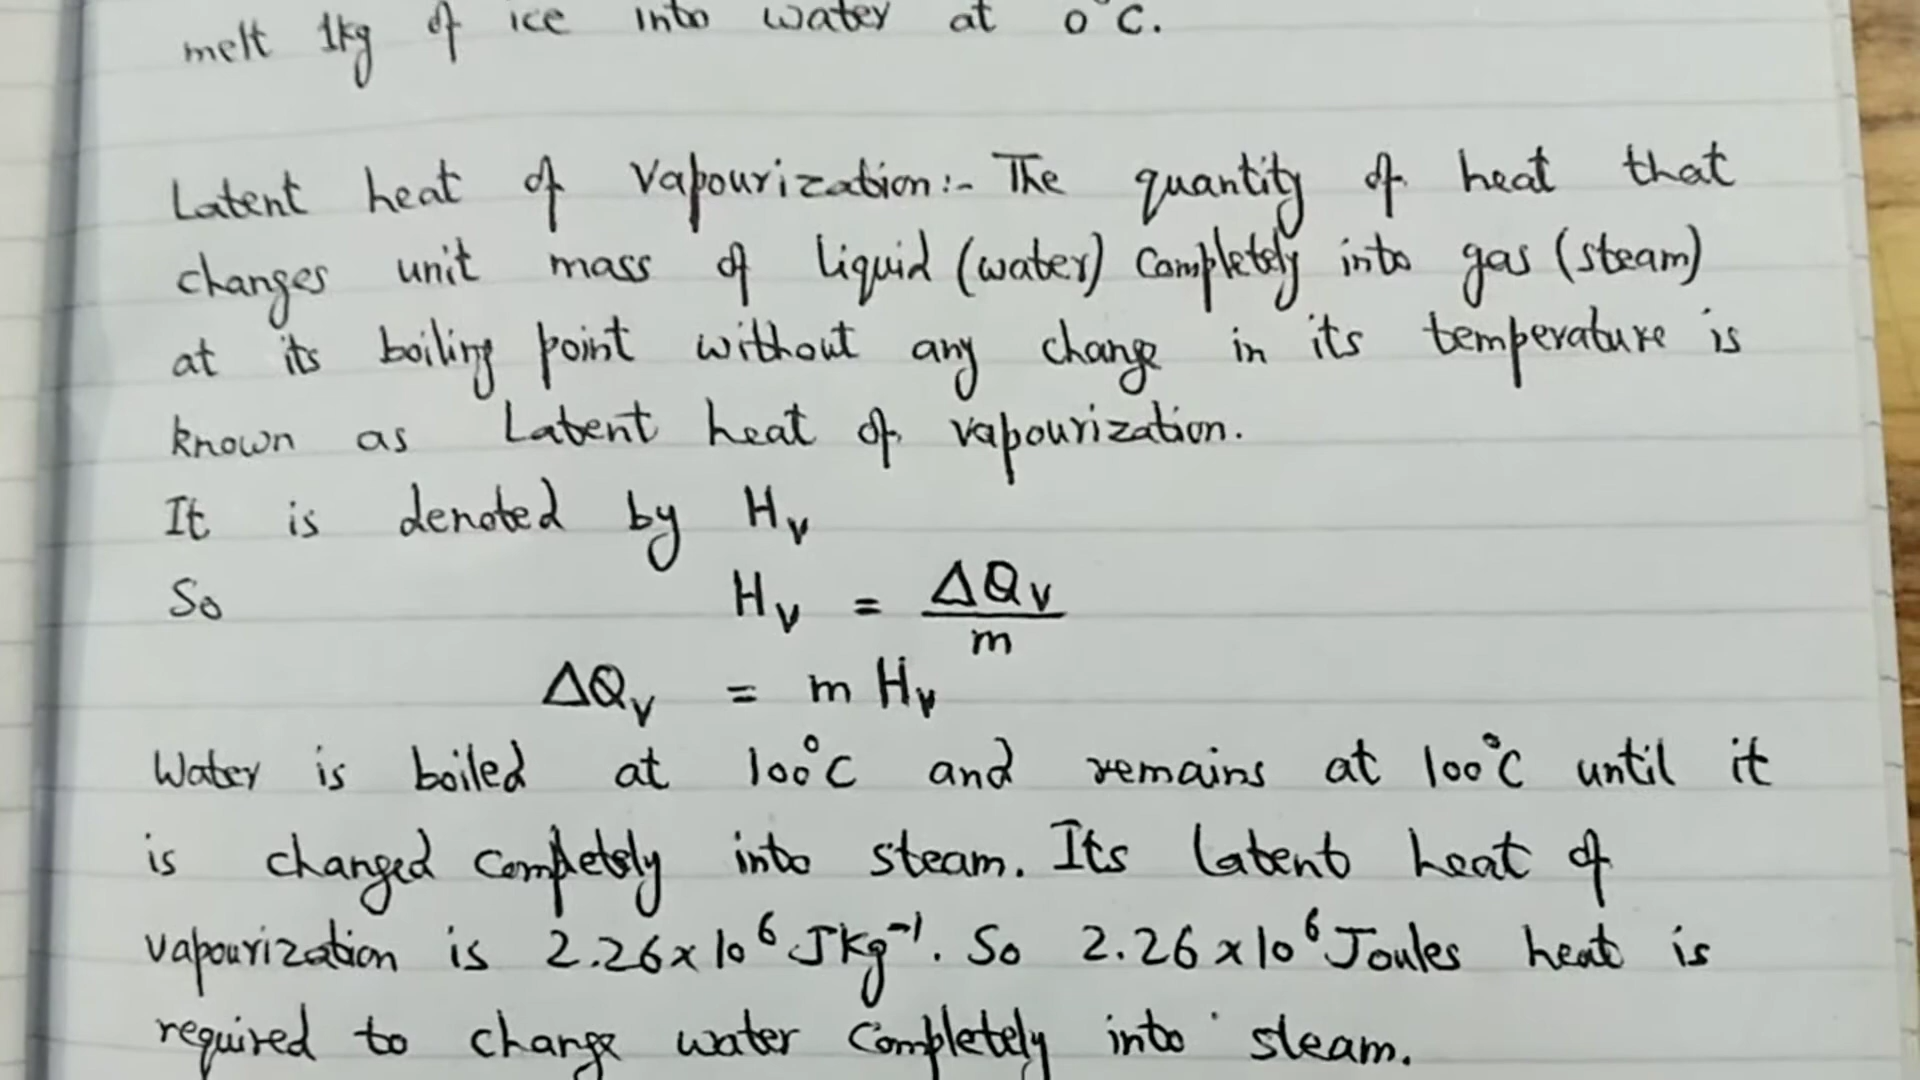 melt 1kg of ice into water at 0°C.
Latent heat of Vapourization:- The quantity of heat that
changes unit mass of liquid (water) Completely into gas (steam)
at its boiling point without any change in its temperature is
known as Latent heat of vapourization.
It is denoted by Hᵥ
So Hᵥ = ΔQᵥ / m
ΔQᵥ = m Hᵥ
Water is boiled at 100°C and remains at 100°C until it
is changed Completely into steam. Its latent heat of
vapourization is 2.26x10⁶ Jkg⁻¹. So 2.26x10⁶ Joules heat is
required to change water Completely into steam.